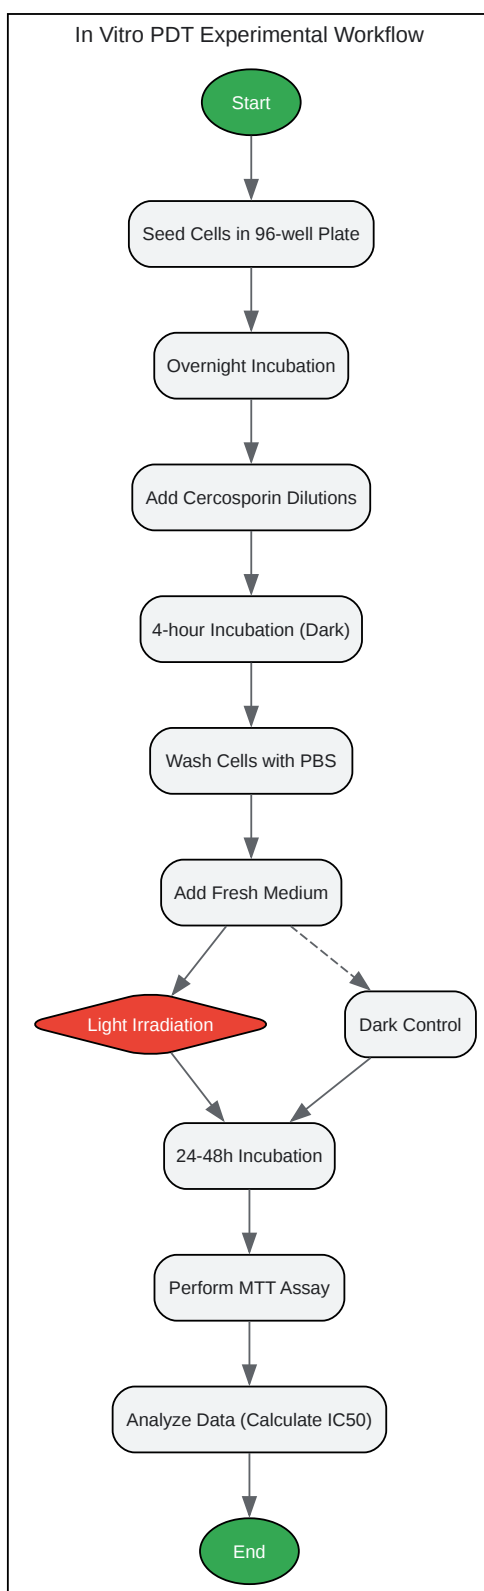 In Vitro PDT Experimental Workflow
Start
Seed Cells in 96-well Plate
Overnight Incubation
Add Cercosporin Dilutions
4-hour Incubation (Dark)
Wash Cells with PBS
Add Fresh Medium
Light Irradiation
Dark Control
24-48h Incubation
Perform MTT Assay
Analyze Data (Calculate IC50)
End